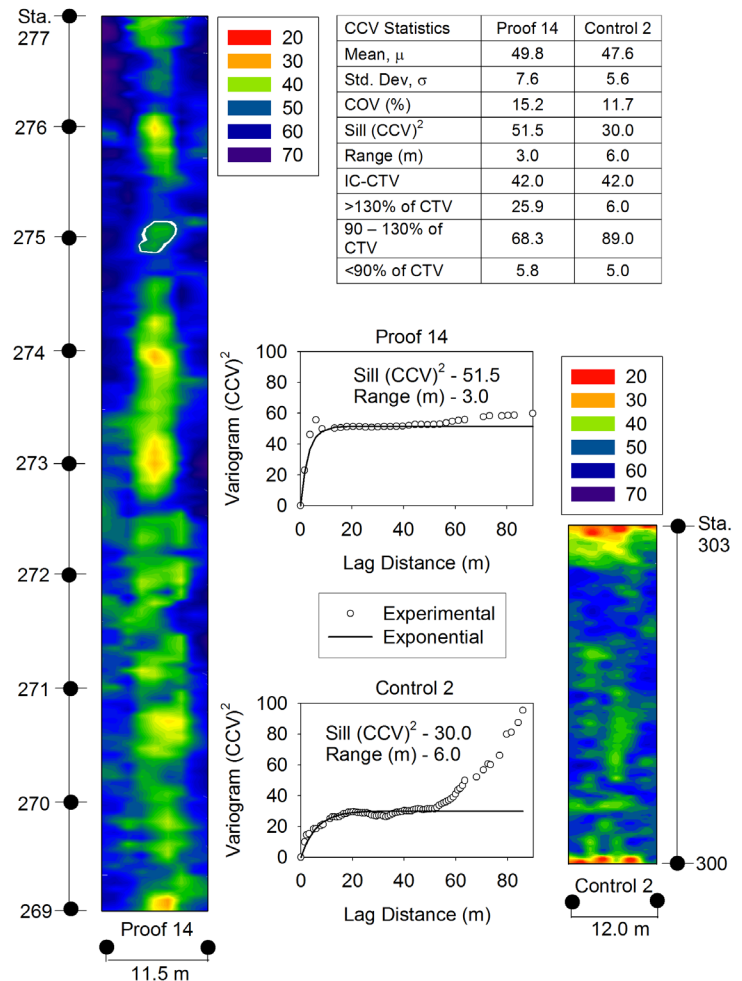 Sta.
277
276
275
274
273
272
271
270
269
Proof 14
11.5 m
20
30
40
50
60
70
CCV Statistics Proof 14 Control 2
Mean, μ 49.8 47.6
Std. Dev, σ 7.6 5.6
COV (%) 15.2 11.7
Sill (CCV)² 51.5 30.0
Range (m) 3.0 6.0
IC-CTV 42.0 42.0
>130% of CTV 25.9 6.0
90 – 130% of
CTV 68.3 89.0
<90% of CTV 5.8 5.0
Proof 14
Variogram (CCV)²
100
80
60
40
20
0
Sill (CCV)² - 51.5
Range (m) - 3.0
0 20 40 60 80
Lag Distance (m)
Experimental
Exponential
Control 2
Variogram (CCV)²
100
80
60
40
20
0
Sill (CCV)² - 30.0
Range (m) - 6.0
0 20 40 60 80
Lag Distance (m)
20
30
40
50
60
70
Sta.
303
300
Control 2
12.0 m